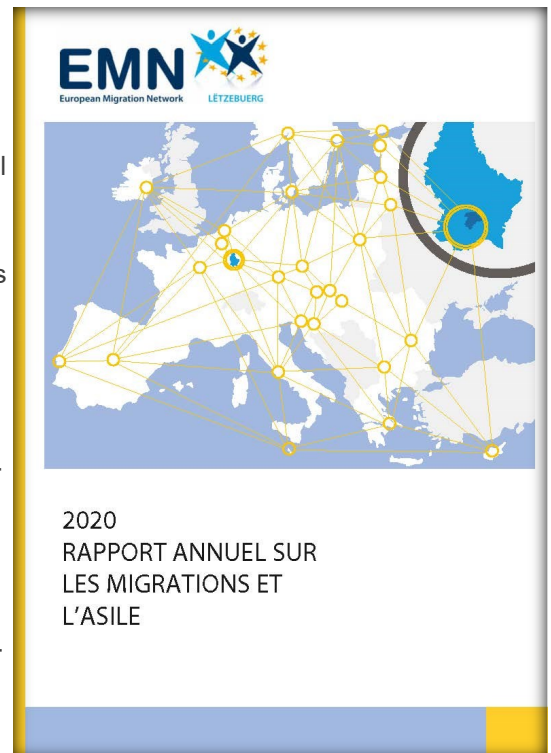 EMN
European Migration Network
LËTZEBUERG
2020
RAPPORT ANNUEL SUR
LES MIGRATIONS ET
L'ASILE